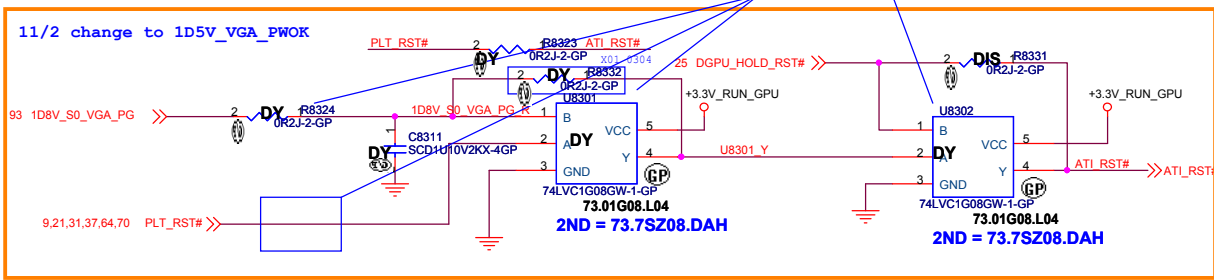 11/2 change to 1D5V_VGA_PWOK
PLT_RST# 2 DY 1 R8323 ATI_RST#
0R2J-2-GP
X01 0304
2 DY 1 R8332
0R2J-2-GP
25 DGPU_HOLD_RST#
2 DIS 1 R8331
0R2J-2-GP
+3.3V_RUN_GPU
+3.3V_RUN_GPU
93 1D8V_S0_VGA_PG
2 DY 1 R8324
0R2J-2-GP
1D8V_S0_VGA_PG_R
U8301
1 B
2 A
3 GND
VCC 5
Y 4
DY
GP
74LVC1G08GW-1-GP
73.01G08.L04
2ND = 73.7SZ08.DAH
1
DY
C8311
SCD1U10V2KX-4GP
U8301_Y
U8302
1 B
2 A
3 GND
VCC 5
Y 4
DY
GP
74LVC1G08GW-1-GP
73.01G08.L04
2ND = 73.7SZ08.DAH
ATI_RST#
ATI_RST#
9,21,31,37,64,70 PLT_RST#